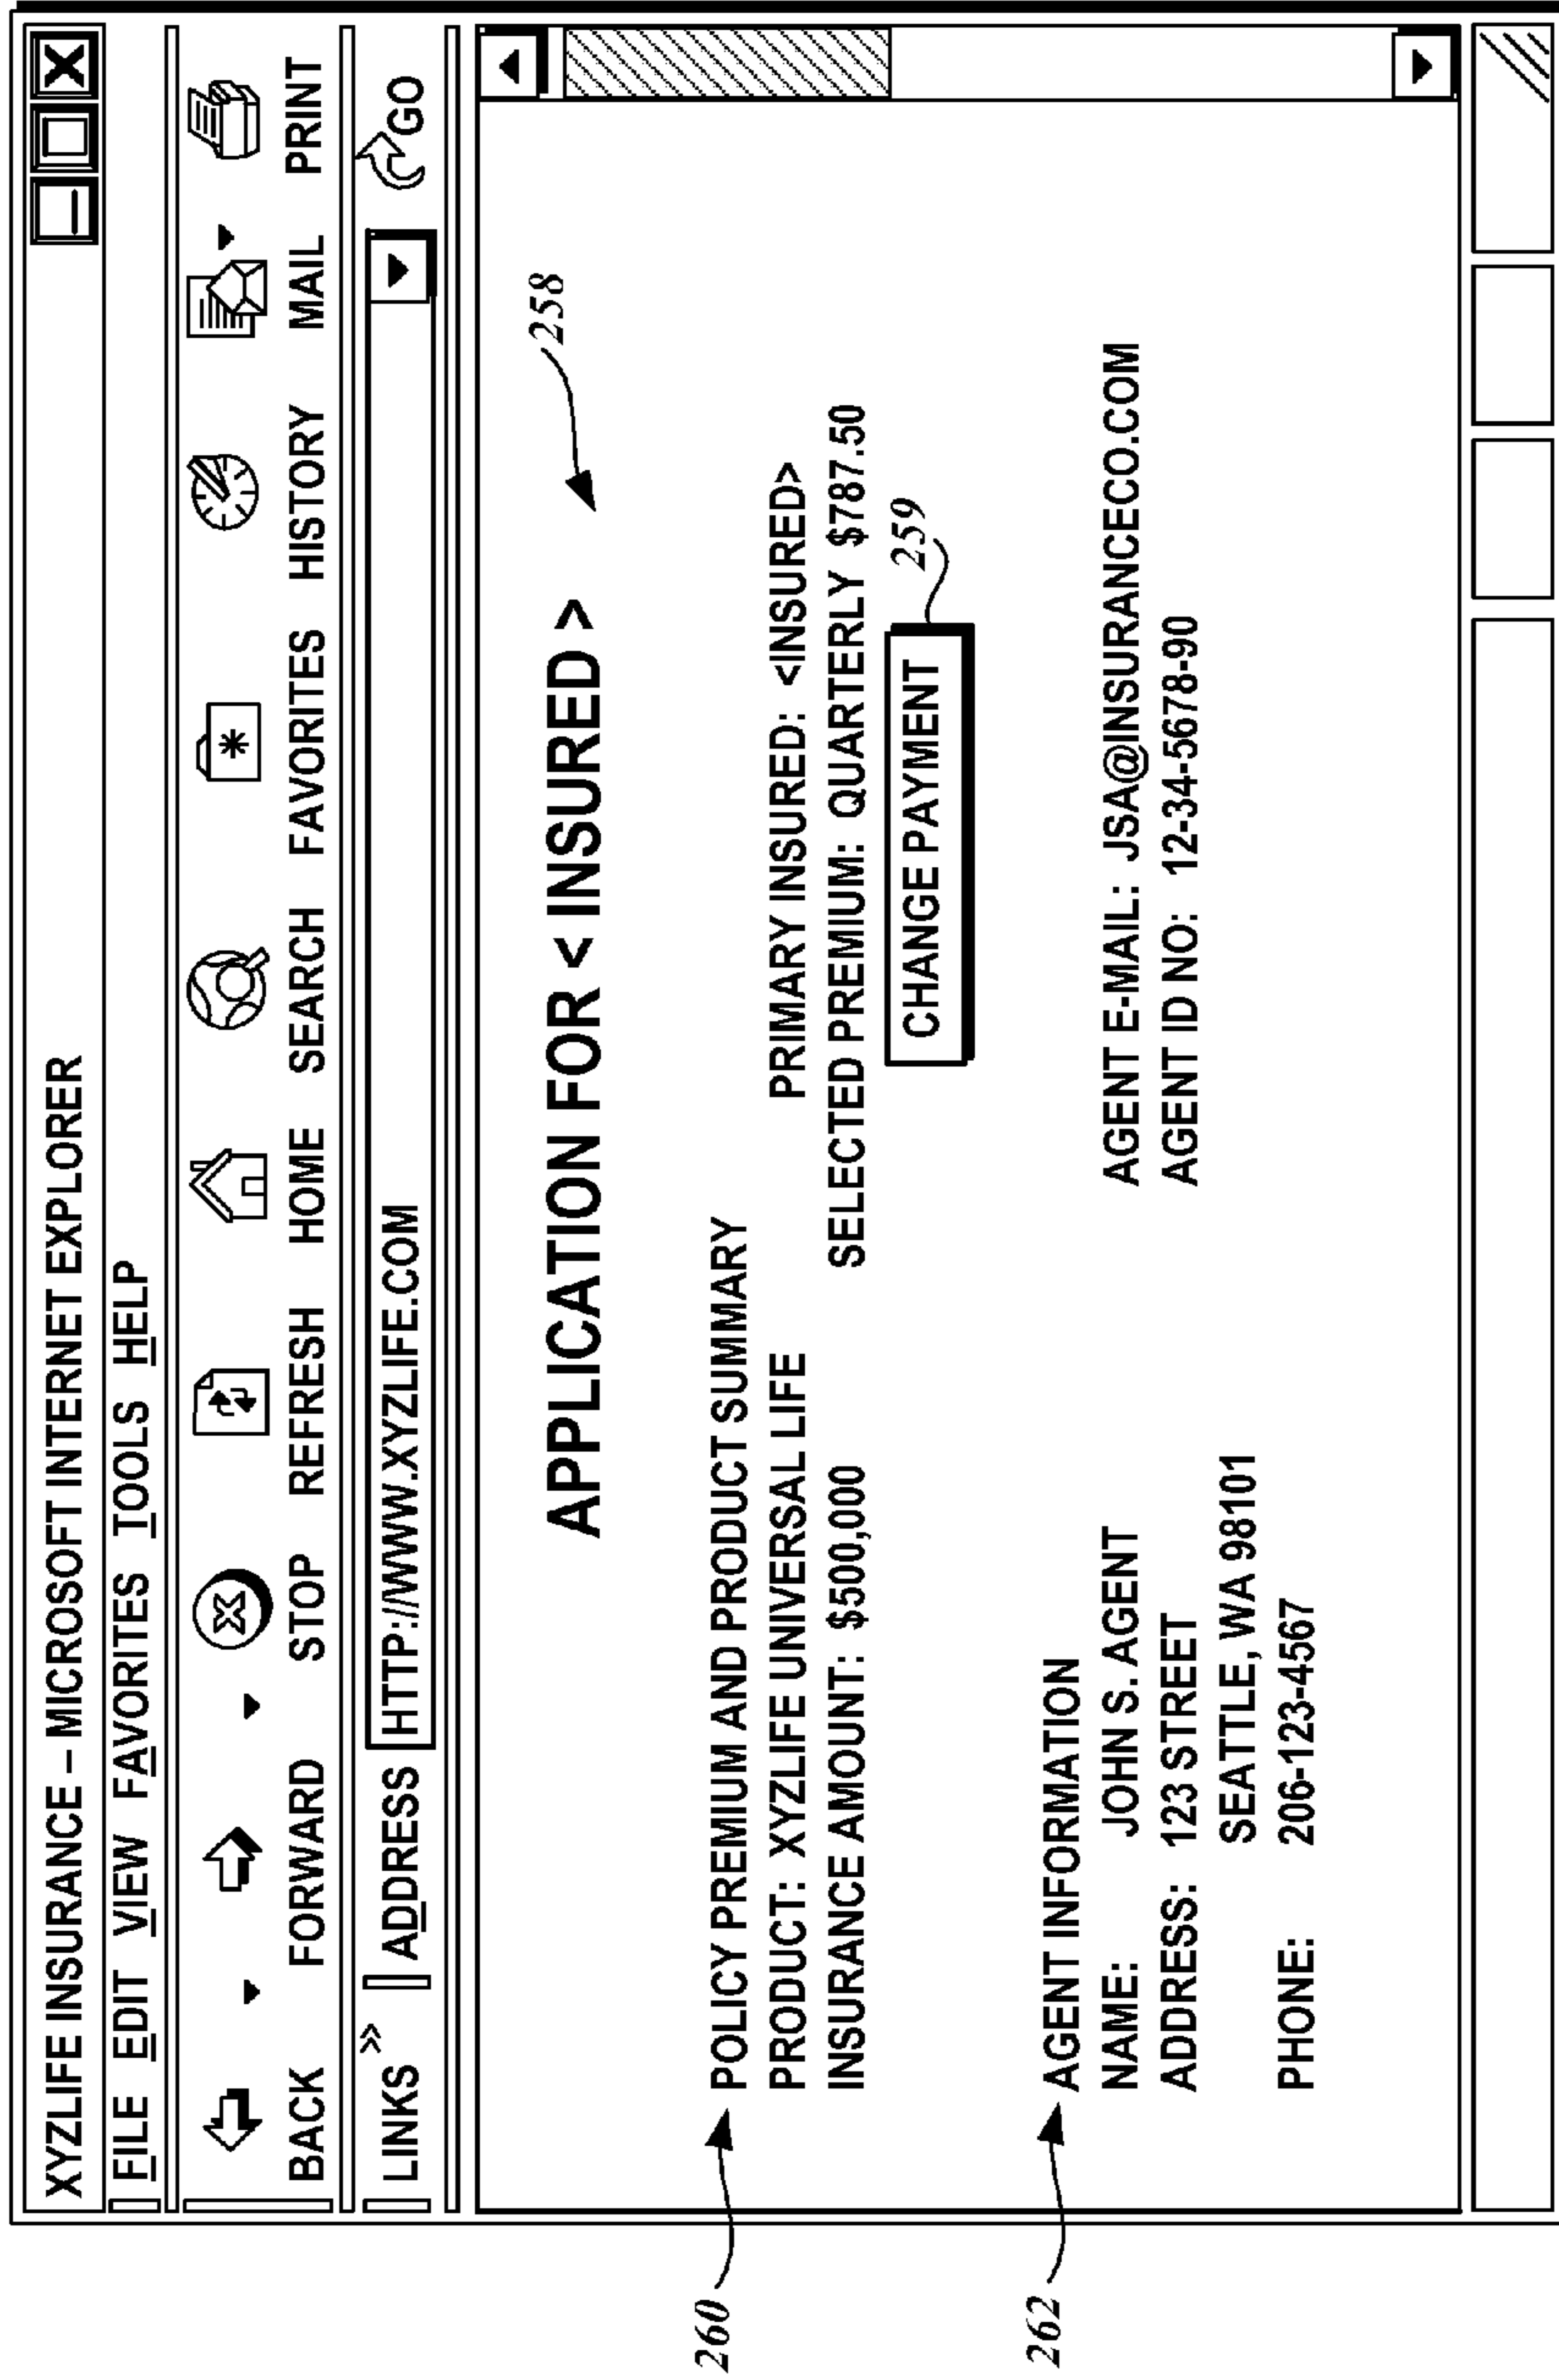 XYZLIFE INSURANCE – MICROSOFT INTERNET EXPLORER
FILE EDIT VIEW FAVORITES TOOLS HELP
BACK FORWARD STOP REFRESH HOME SEARCH FAVORITES HISTORY MAIL PRINT
LINKS » ADDRESS HTTP://WWW.XYZLIFE.COM GO
258
APPLICATION FOR < INSURED >
260
POLICY PREMIUM AND PRODUCT SUMMARY
PRODUCT: XYZLIFE UNIVERSAL LIFE PRIMARY INSURED: <INSURED>
INSURANCE AMOUNT: $500,000 SELECTED PREMIUM: QUARTERLY $787.50
CHANGE PAYMENT
259
262
AGENT INFORMATION
NAME: JOHN S. AGENT AGENT E-MAIL: JSA@INSURANCECO.COM
ADDRESS: 123 STREET AGENT ID NO: 12-34-5678-90
SEATTLE, WA 98101
PHONE: 206-123-4567